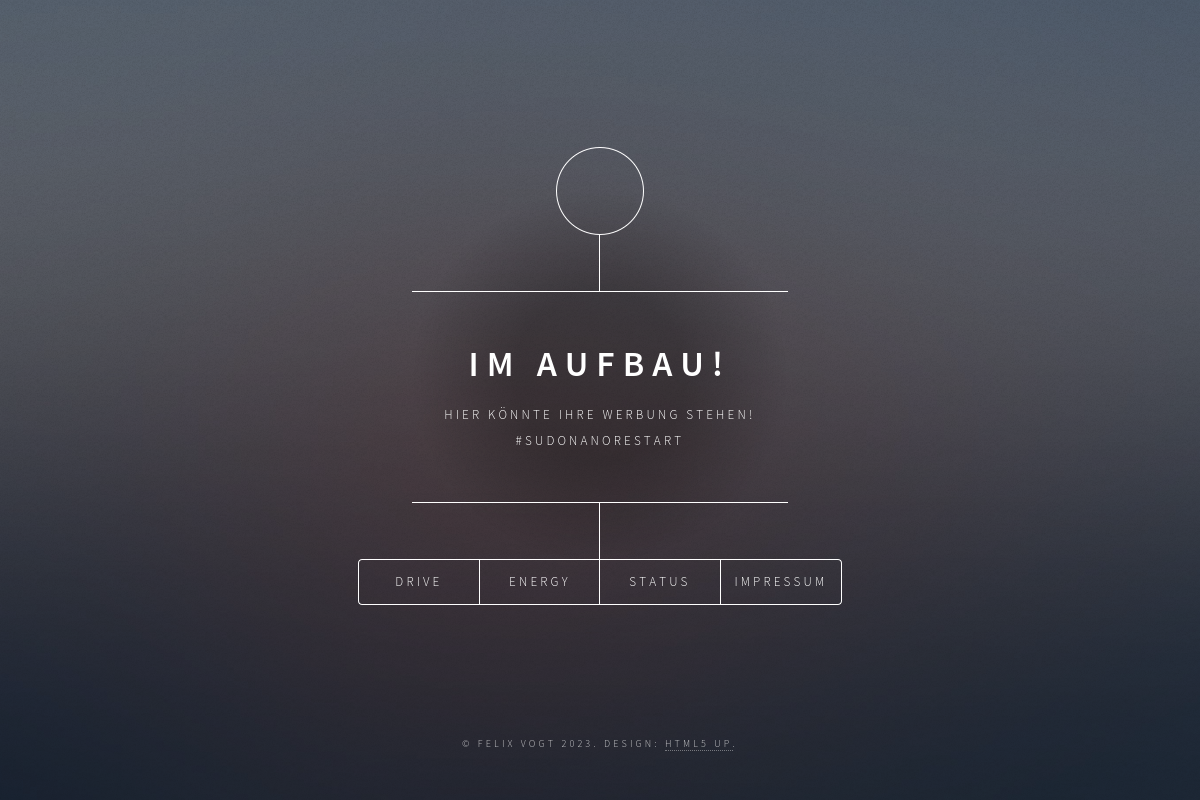 IM AUFBAU!
HIER KÖNNTE IHRE WERBUNG STEHEN!
#SUDONANORESTART
DRIVE ENERGY STATUS IMPRESSUM
© FELIX VOGT 2023. DESIGN: HTML5 UP.